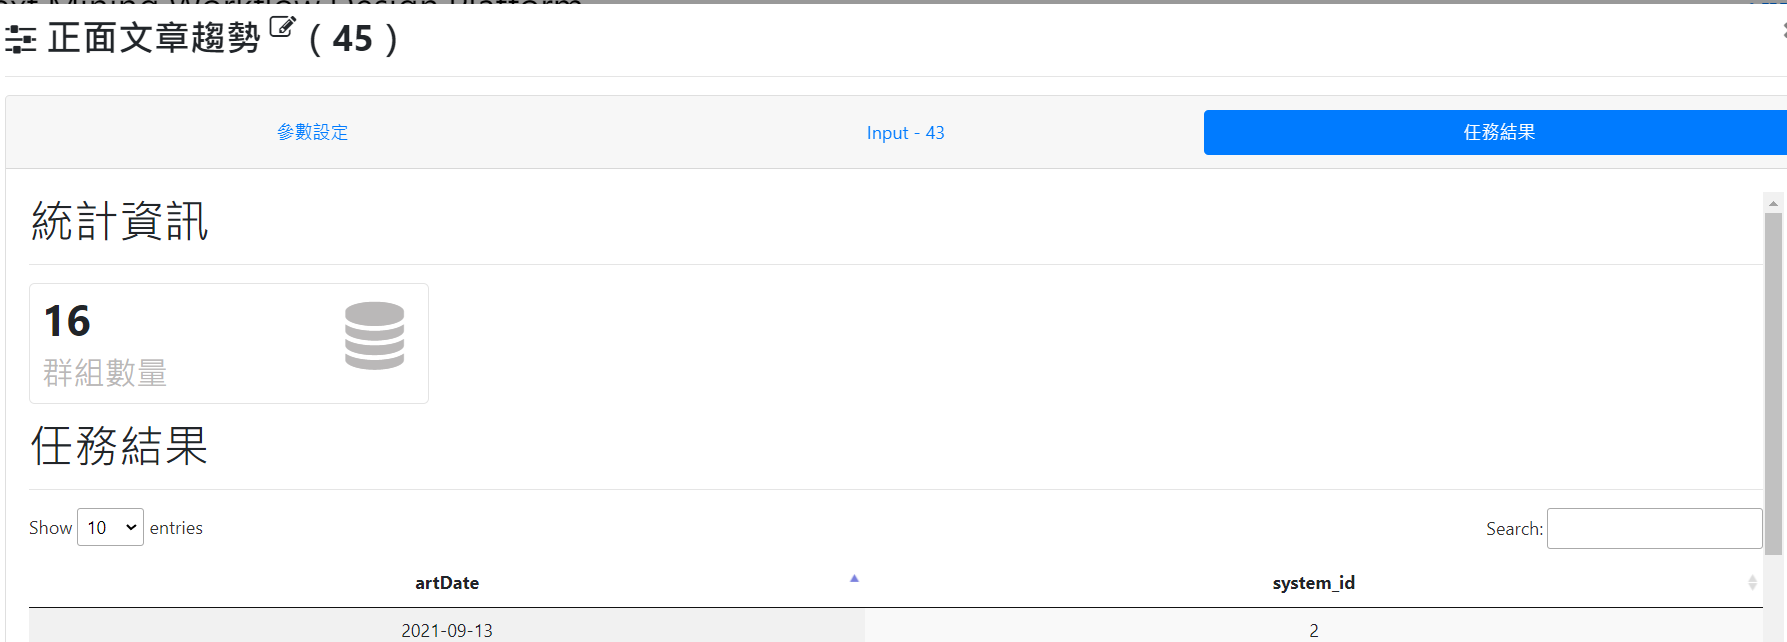 正面文章趨勢 ( 45 )
參數設定
Input - 43
任務結果
統計資訊
16
群組數量
任務結果
Show 10 entries
Search:
artDate
system_id
2021-09-13
2